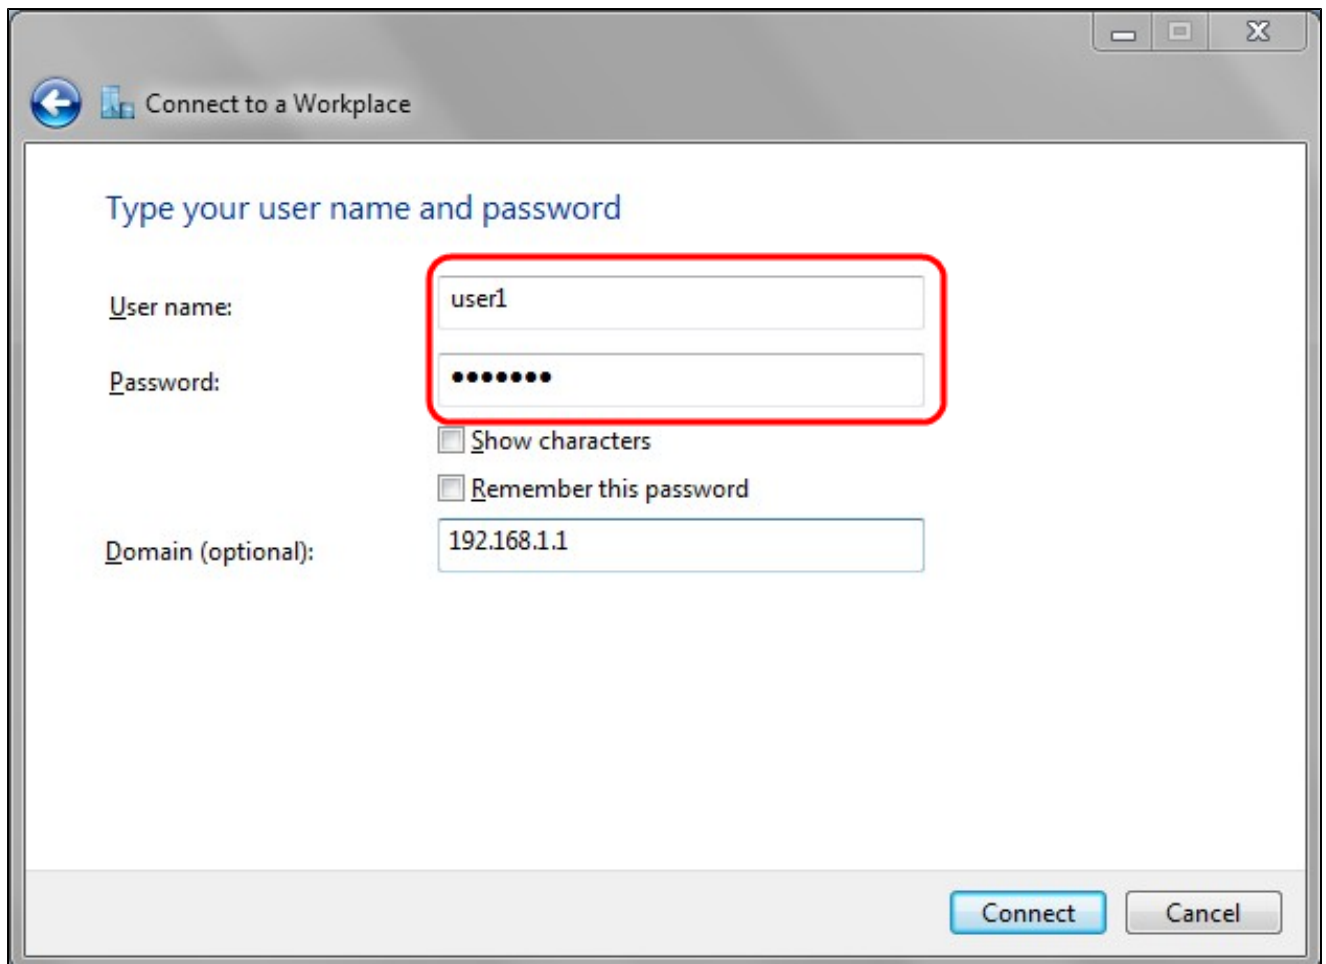 Connect to a Workplace
Type your user name and password
User name:
user1
Password:
•••••••
Show characters
Remember this password
Domain (optional):
192.168.1.1
Connect
Cancel